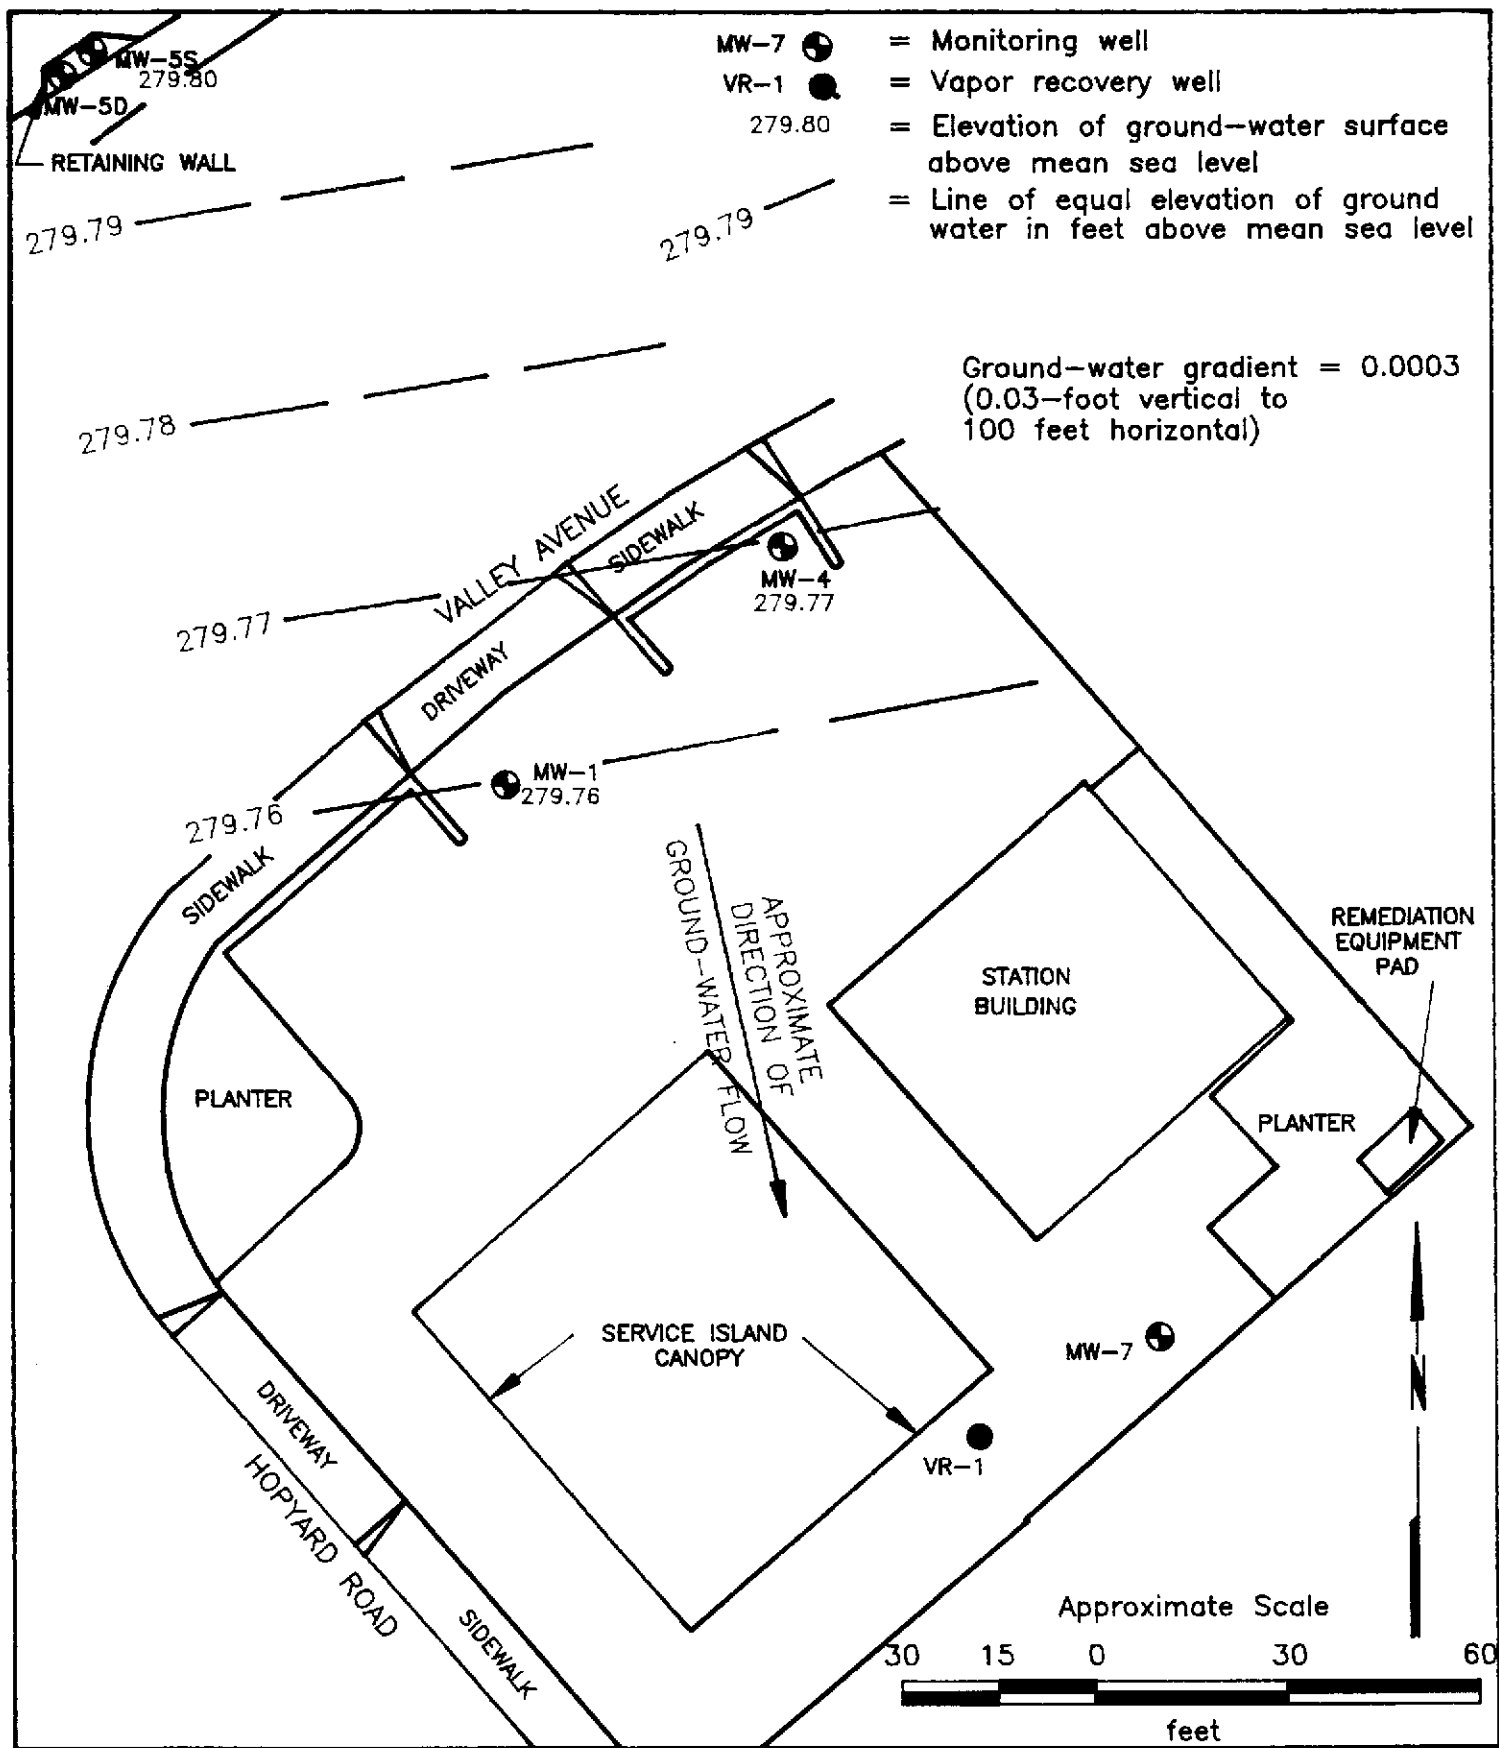 MW-7 = Monitoring well
VR-1 = Vapor recovery well
279.80 = Elevation of ground-water surface
above mean sea level
279.79 = Line of equal elevation of ground
water in feet above mean sea level
MW-5S
279.80
MW-5D
RETAINING WALL
279.79
Ground-water gradient = 0.0003
(0.03-foot vertical to
100 feet horizontal)
279.78
VALLEY AVENUE
SIDEWALK
MW-4
279.77
279.77
DRIVEWAY
MW-1
279.76
279.76
SIDEWALK
APPROXIMATE
DIRECTION OF
GROUND-WATER FLOW
STATION
BUILDING
REMEDIATION
EQUIPMENT
PAD
PLANTER
PLANTER
SERVICE ISLAND
CANOPY
MW-7
N
VR-1
DRIVEWAY
HOPYARD ROAD
SIDEWALK
Approximate Scale
30 15 0 30 60
feet